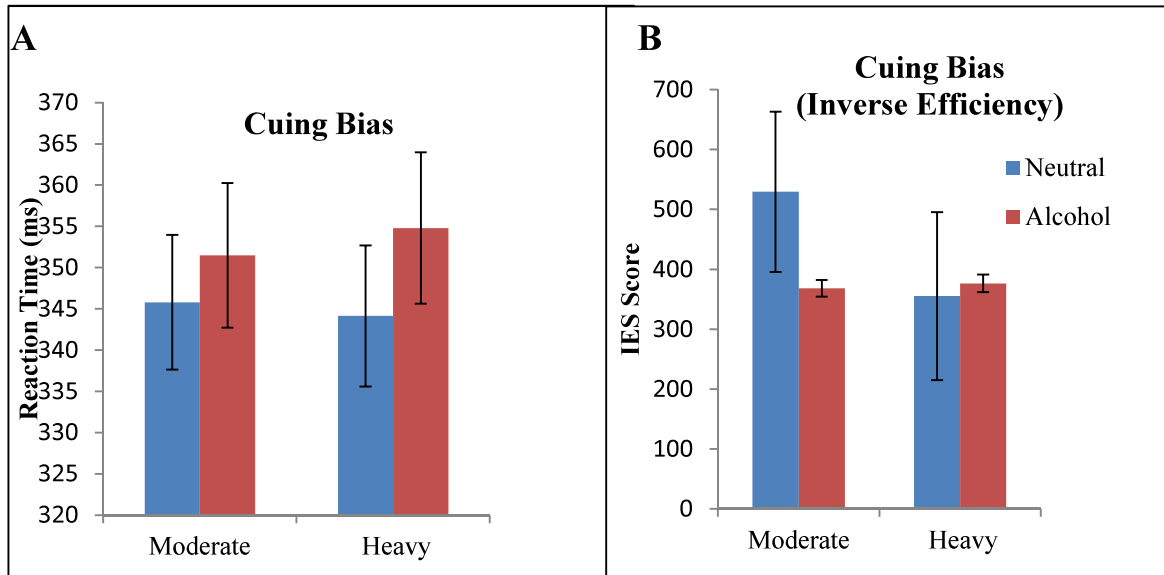 A
Cuing Bias
Reaction Time (ms)
370
365
360
355
350
345
340
335
330
325
320
Moderate
Heavy
B
Cuing Bias
(Inverse Efficiency)
IES Score
700
600
500
400
300
200
100
0
Neutral
Alcohol
Moderate
Heavy